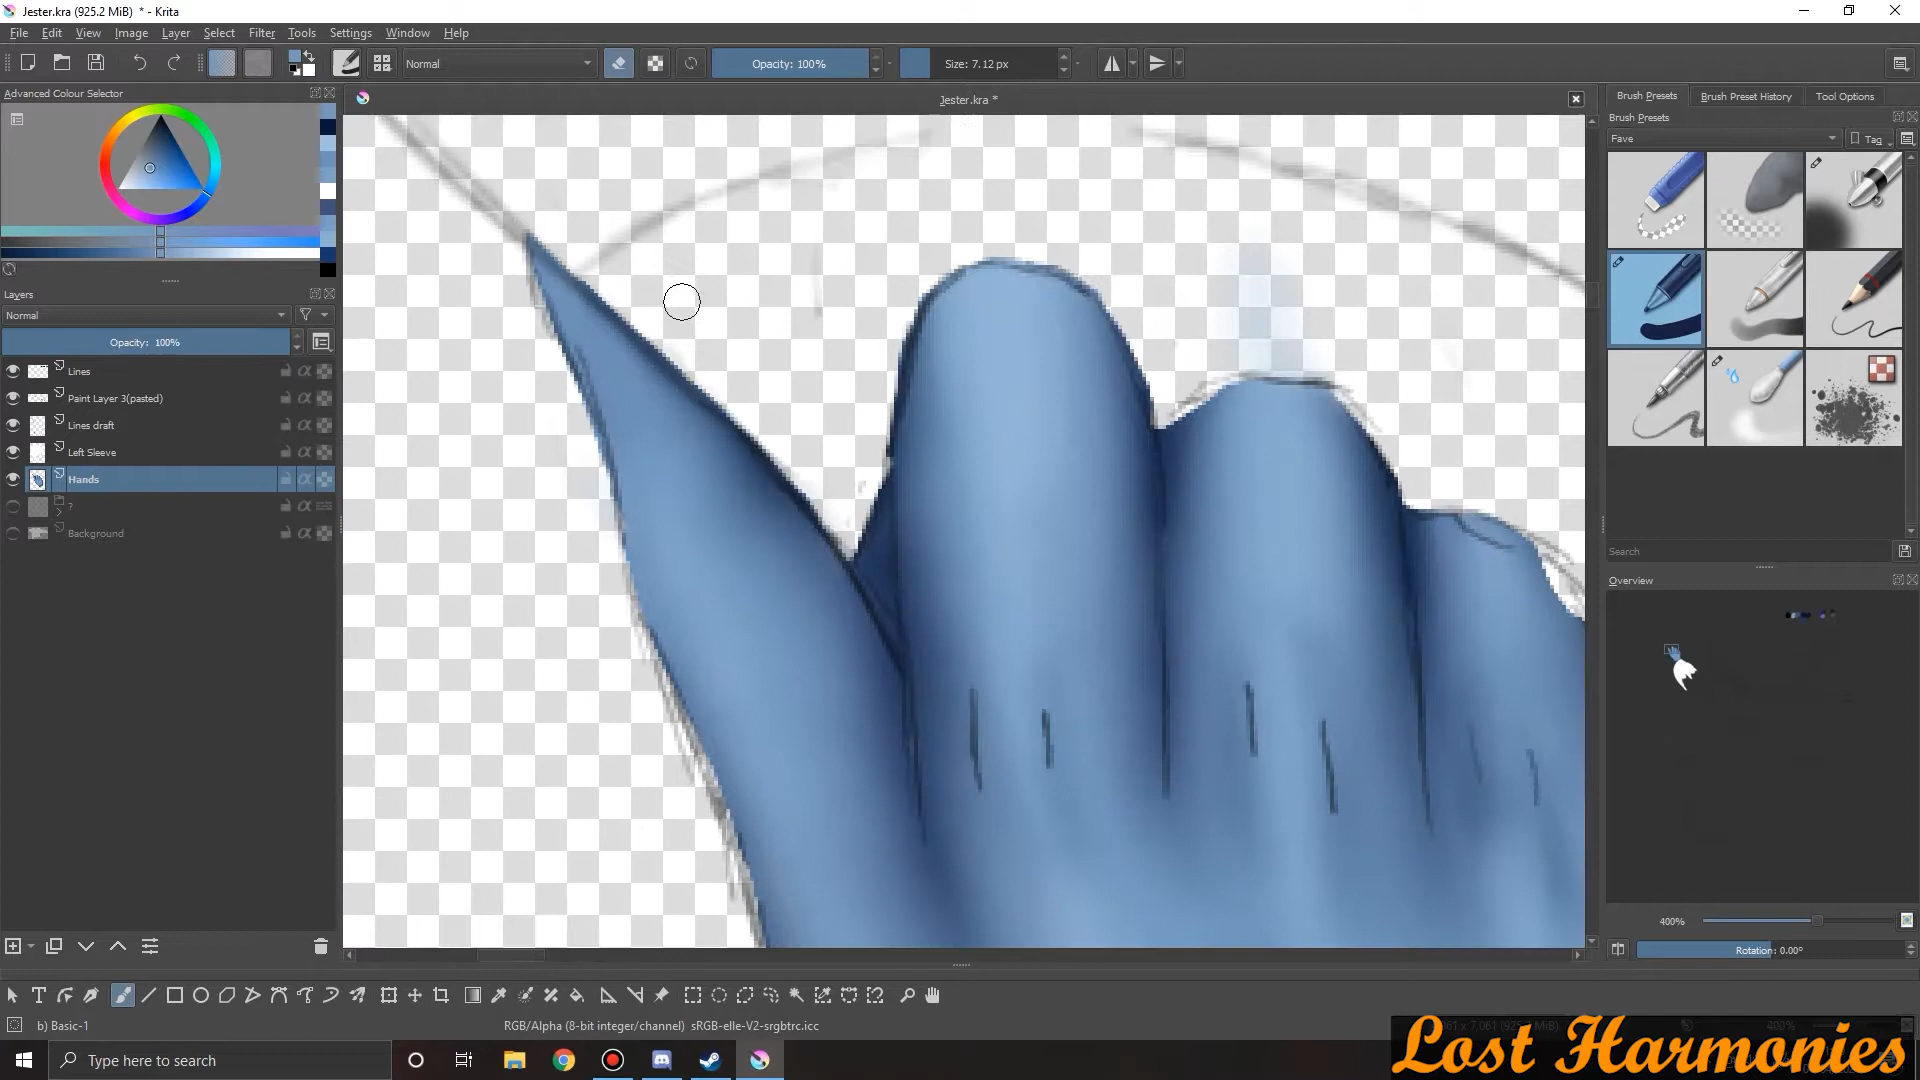 Jester.kra (925.2 MiB) * - Krita
File Edit View Image Layer Select Filter Tools Settings Window Help
Normal
Opacity: 100%
Size: 7.12 px
Advanced Colour Selector
Jester.kra *
Brush Presets Brush Preset History Tool Options
Brush Presets
Fave
Tag
Layers
Normal
Opacity: 100%
Lines
Paint Layer 3(pasted)
Lines draft
Left Sleeve
Hands
?
Background
Search
Overview
400%
Rotation: 0.00°
b) Basic-1
RGB/Alpha (8-bit integer/channel) sRGB-elle-V2-srgbtrc.icc
Type here to search
Lost Harmonies